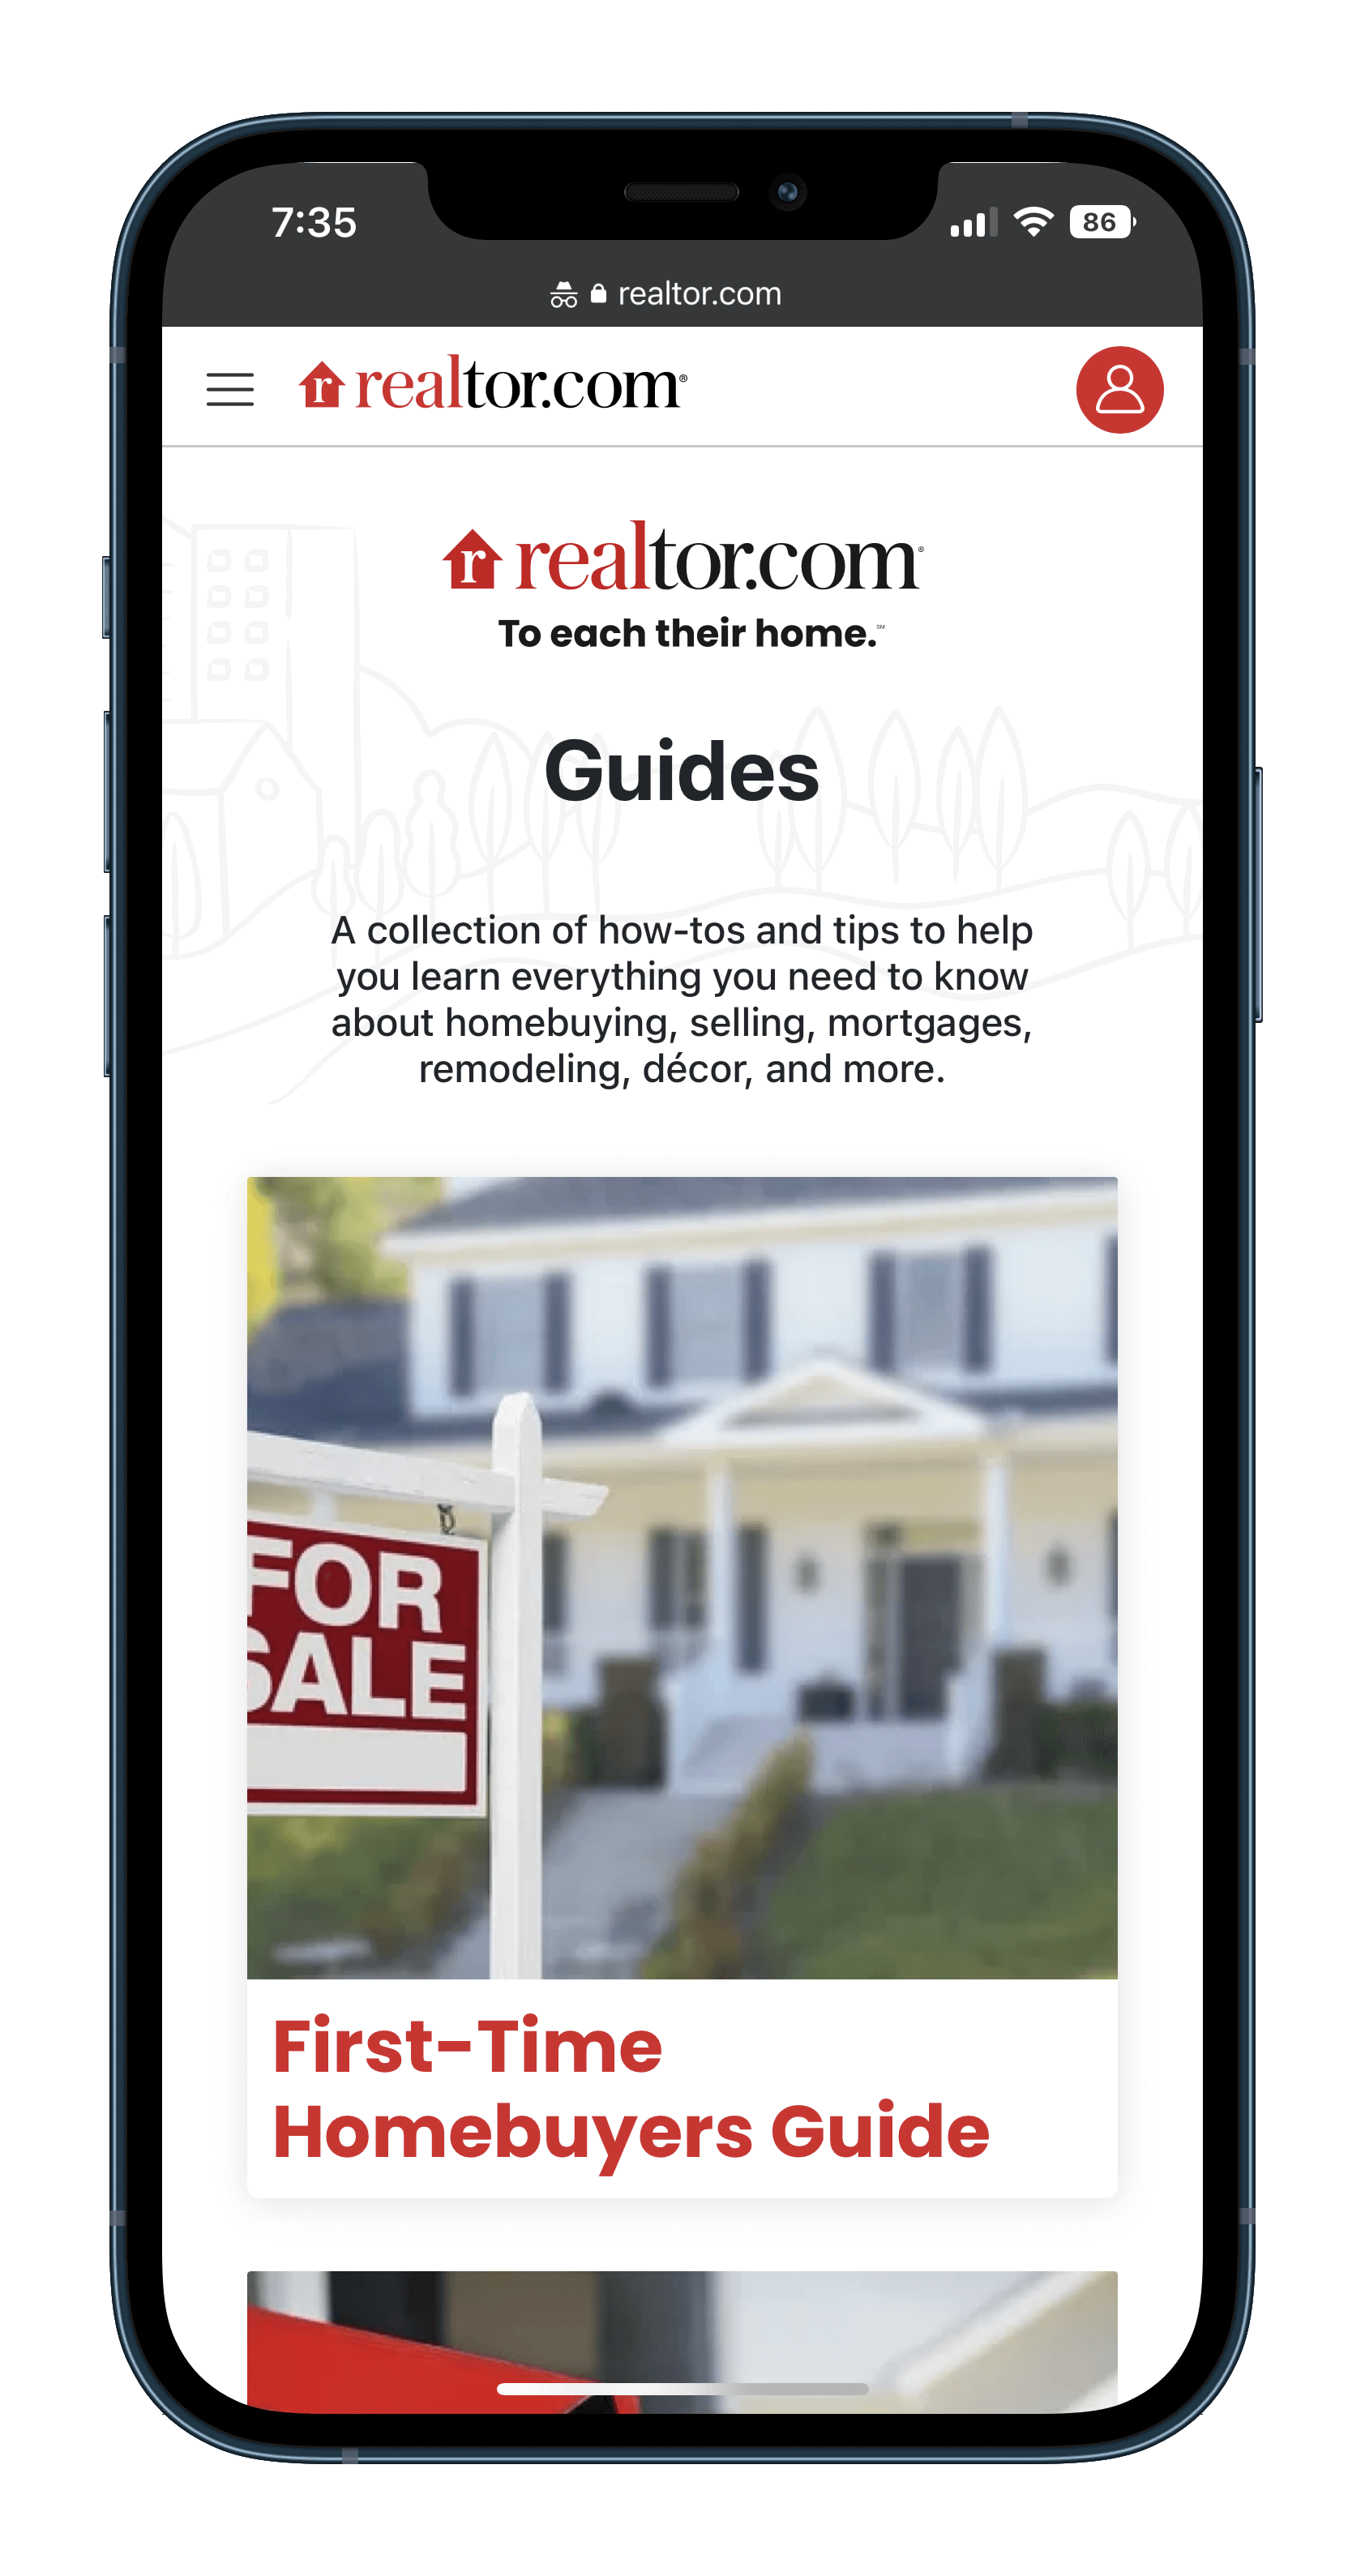 7:35
86
realtor.com
realtor.com®
r realtor.com®
To each their home.℠
Guides
A collection of how-tos and tips to help
you learn everything you need to know
about homebuying, selling, mortgages,
remodeling, décor, and more.
FOR
SALE
First-Time
Homebuyers Guide